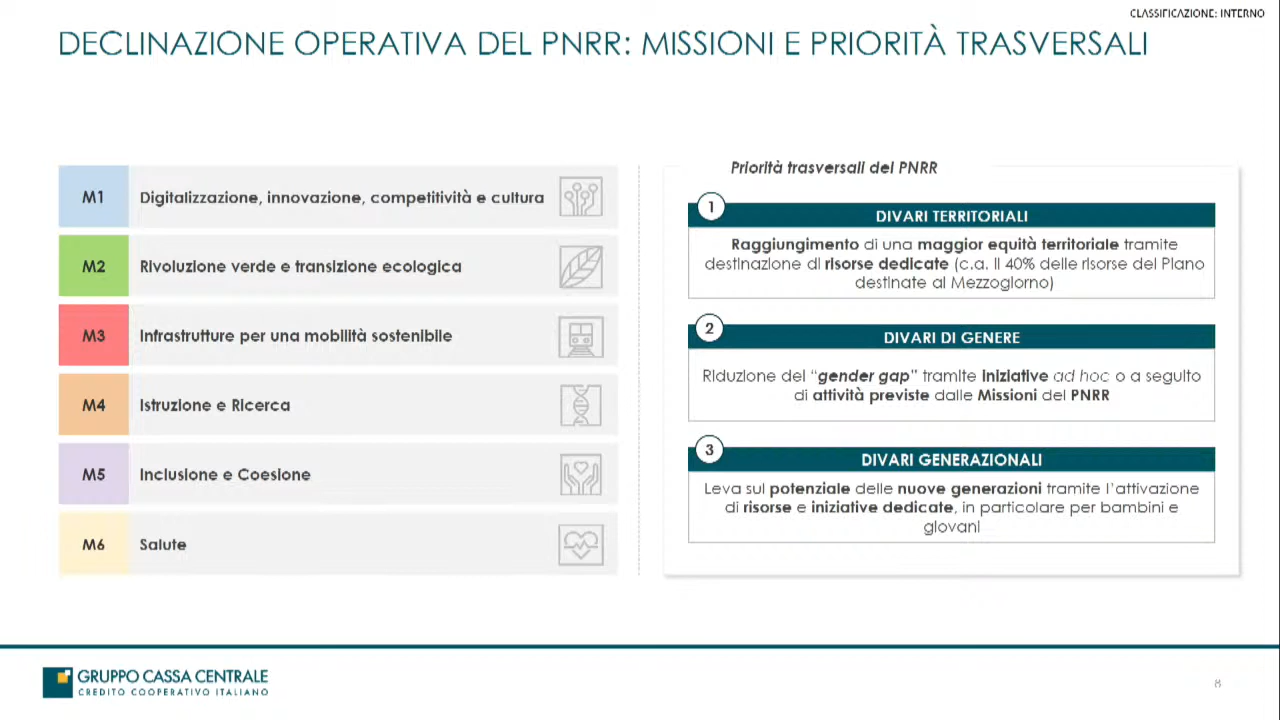 CLASSIFICAZIONE: INTERNO
DECLINAZIONE OPERATIVA DEL PNRR: MISSIONI E PRIORITÀ TRASVERSALI
M1 Digitalizzazione, innovazione, competitività e cultura
M2 Rivoluzione verde e transizione ecologica
M3 Infrastrutture per una mobilità sostenibile
M4 Istruzione e Ricerca
M5 Inclusione e Coesione
M6 Salute
Priorità trasversali del PNRR
1 DIVARI TERRITORIALI
Raggiungimento di una maggior equità territoriale tramite
destinazione di risorse dedicate (c.a. il 40% delle risorse del Piano
destinate al Mezzogiorno)
2 DIVARI DI GENERE
Riduzione del “gender gap” tramite iniziative ad hoc o a seguito
di attività previste dalle Missioni del PNRR
3 DIVARI GENERAZIONALI
Leva sul potenziale delle nuove generazioni tramite l’attivazione
di risorse e iniziative dedicate, in particolare per bambini e
giovani
GRUPPO CASSA CENTRALE
CREDITO COOPERATIVO ITALIANO
8